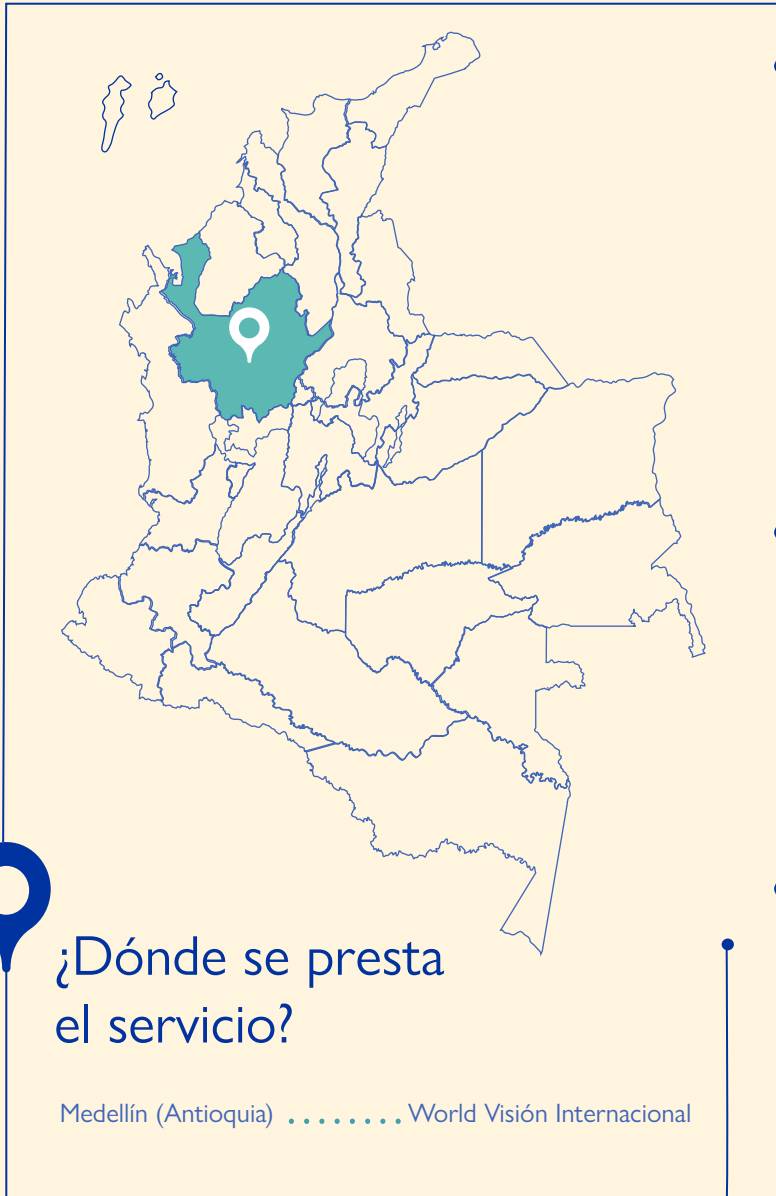 ¿Dónde se presta
el servicio?
Medellín (Antioquia) ........ World Visión Internacional